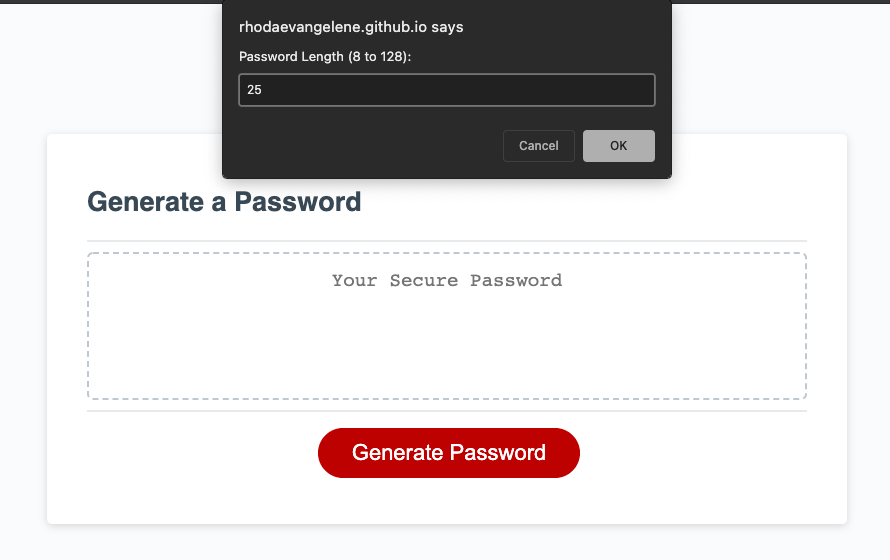 rhodaevangelene.github.io says
Password Length (8 to 128):
25
Cancel
OK
Generate a Password
Your Secure Password
Generate Password